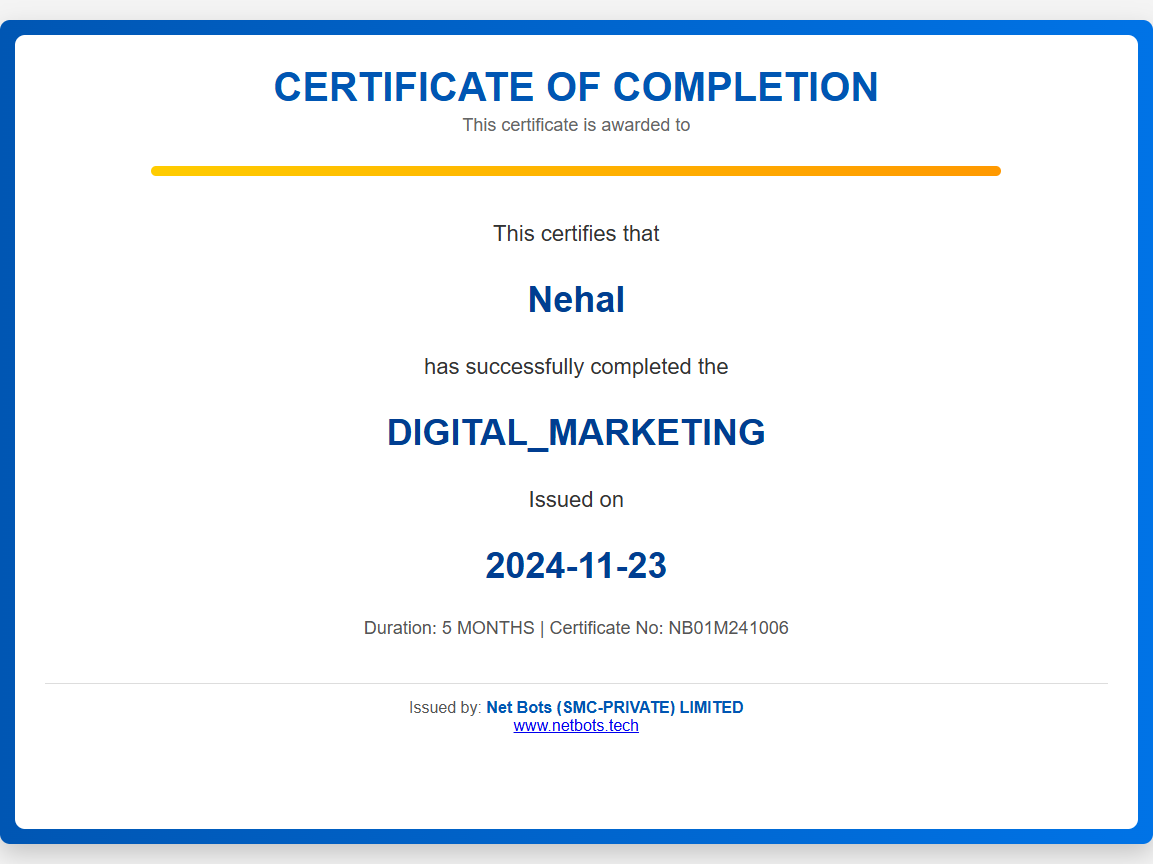 CERTIFICATE OF COMPLETION
This certificate is awarded to
This certifies that
Nehal
has successfully completed the
DIGITAL_MARKETING
Issued on
2024-11-23
Duration: 5 MONTHS | Certificate No: NB01M241006
Issued by: Net Bots (SMC-PRIVATE) LIMITED
www.netbots.tech